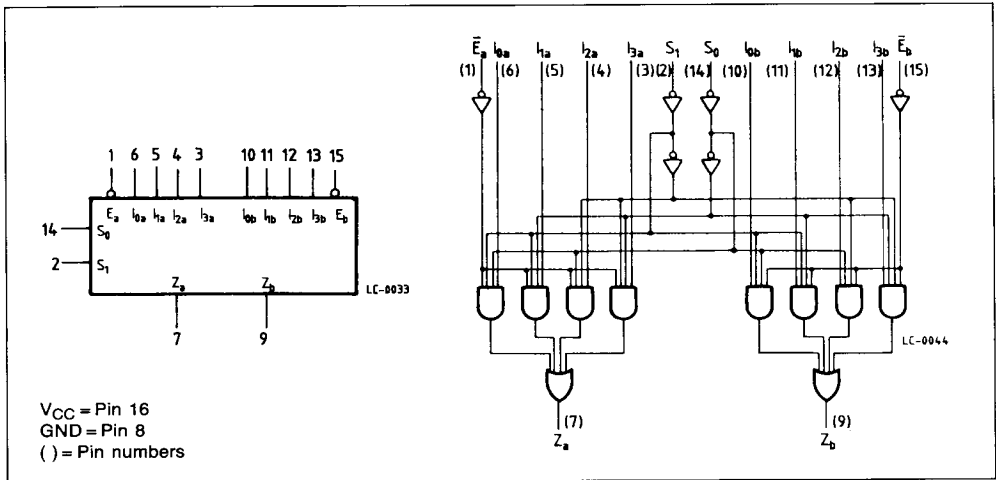 1 6 5 4 3 10 11 12 13 15
Ea I0a I1a I2a I3a I0b I1b I2b I3b Eb
14 S0
2 S1
Za Zb
LC-0033
7 9
VCC = Pin 16
GND = Pin 8
( ) = Pin numbers
Ēa I0a I1a I2a I3a S1 S0 I0b I1b I2b I3b Ēb
(1) (6) (5) (4) (3) (2) (14) (10) (11) (12) (13) (15)
LC-0044
(7) (9)
Za Zb